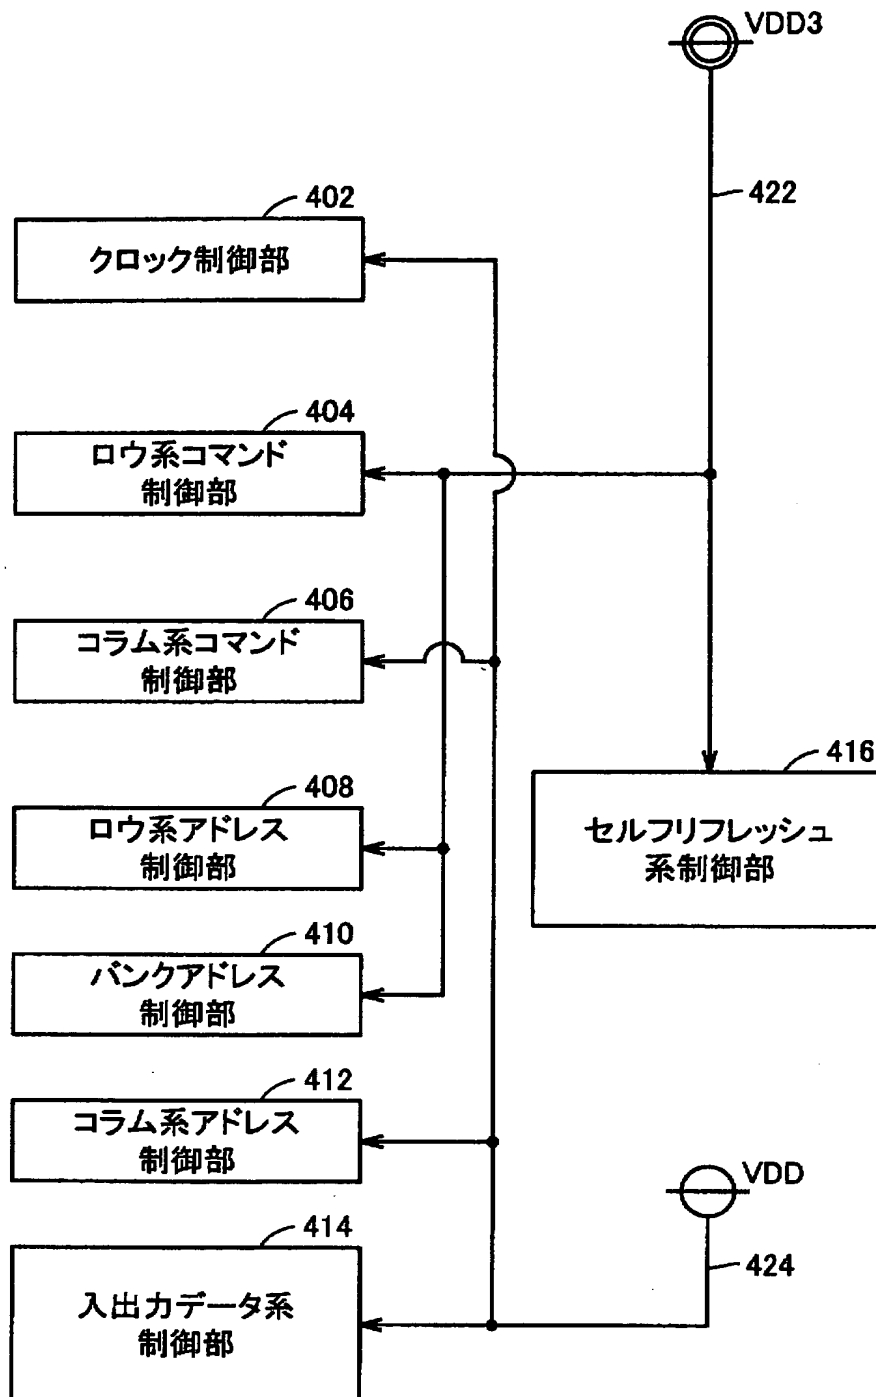 VDD3
422
402
クロック制御部
404
ロウ系コマンド
制御部
406
コラム系コマンド
制御部
416
セルフリフレッシュ
系制御部
408
ロウ系アドレス
制御部
410
バンクアドレス
制御部
412
コラム系アドレス
制御部
VDD
424
414
入出力データ系
制御部